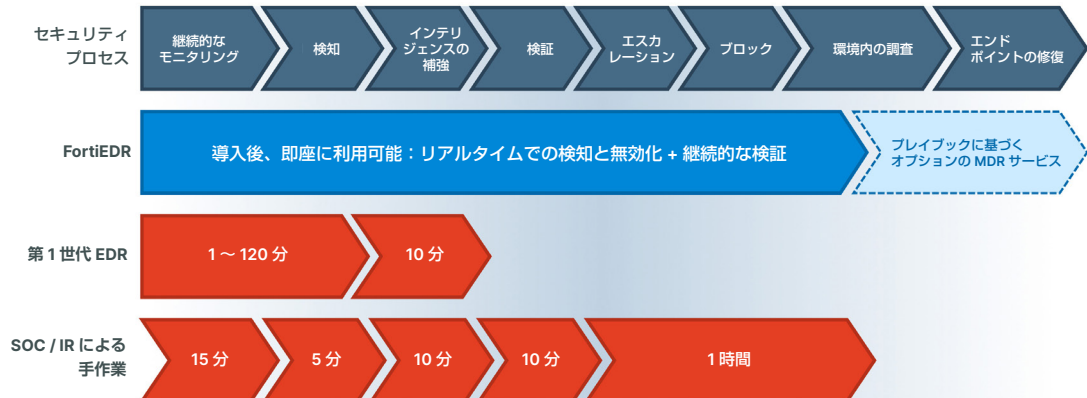 セキュリティ
プロセス
継続的な
モニタリング
検知
インテリ
ジェンスの
補強
検証
エスカ
レーション
ブロック
環境内の調査
エンド
ポイントの修復
FortiEDR
導入後、即座に利用可能：リアルタイムでの検知と無効化 + 継続的な検証
プレイブックに基づく
オプションの MDR サービス
第 1 世代 EDR
1 ～ 120 分
10 分
SOC / IR による
手作業
15 分
5 分
10 分
10 分
1 時間